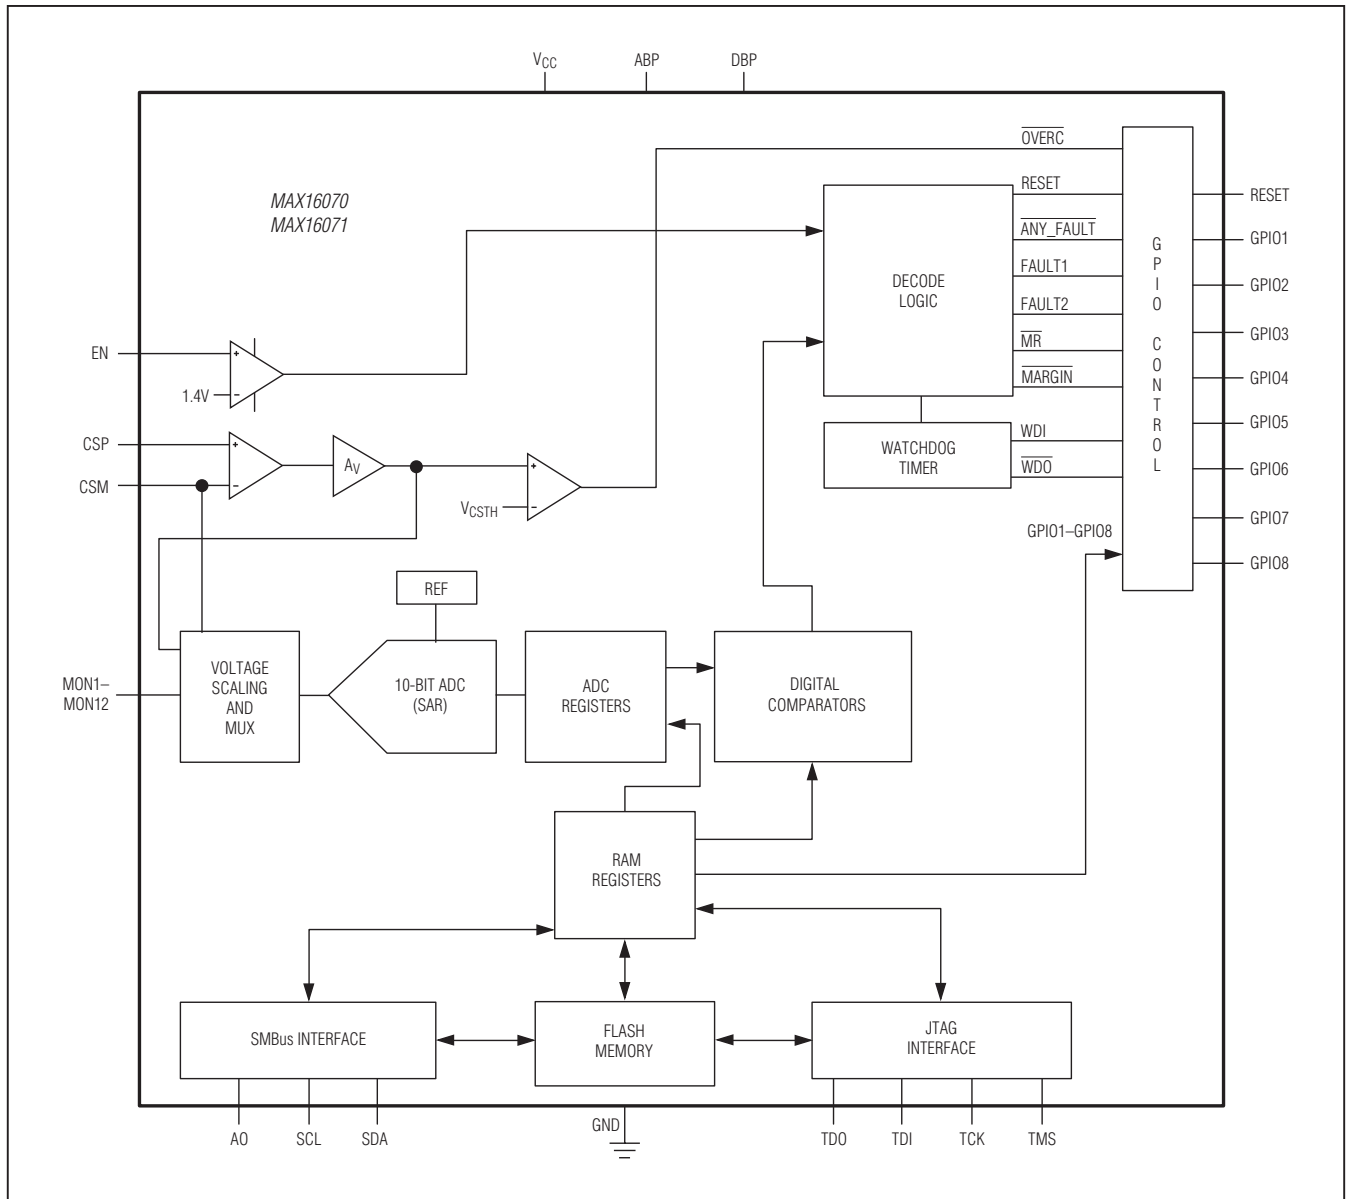 VCC
ABP
DBP
OVERC
MAX16070
MAX16071
RESET
ANY_FAULT
FAULT1
FAULT2
MR
MARGIN
DECODE
LOGIC
GPIO CONTROL
RESET
GPIO1
GPIO2
GPIO3
GPIO4
GPIO5
GPIO6
GPIO7
GPIO8
EN
+
1.4V
−
CSP
+
CSM
−
AV
+
VCSTH
−
WATCHDOG
TIMER
WDI
WDO
GPIO1–GPIO8
REF
MON1–
MON12
VOLTAGE
SCALING
AND
MUX
10-BIT ADC
(SAR)
ADC
REGISTERS
DIGITAL
COMPARATORS
RAM
REGISTERS
SMBus INTERFACE
FLASH
MEMORY
JTAG
INTERFACE
AO
SCL
SDA
GND
TDO
TDI
TCK
TMS